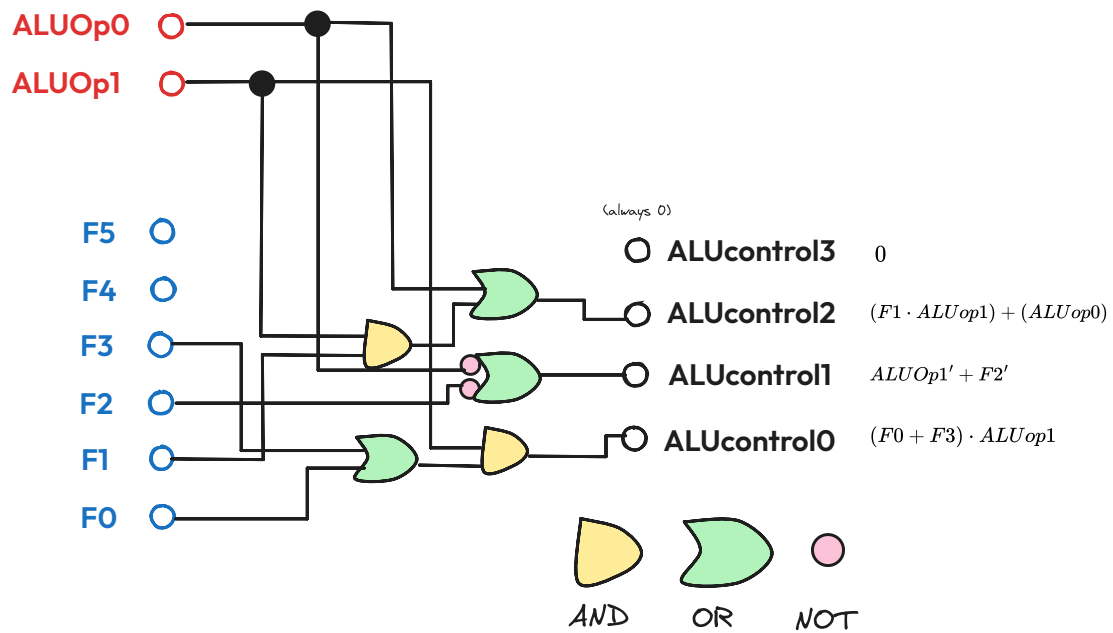 ALUOp0
ALUOp1
(always 0)
F5
ALUcontrol3 0
F4
ALUcontrol2 (F1 · ALUop1) + (ALUop0)
F3
ALUcontrol1 ALUOp1′ + F2′
F2
ALUcontrol0 (F0 + F3) · ALUop1
F1
F0
AND OR NOT